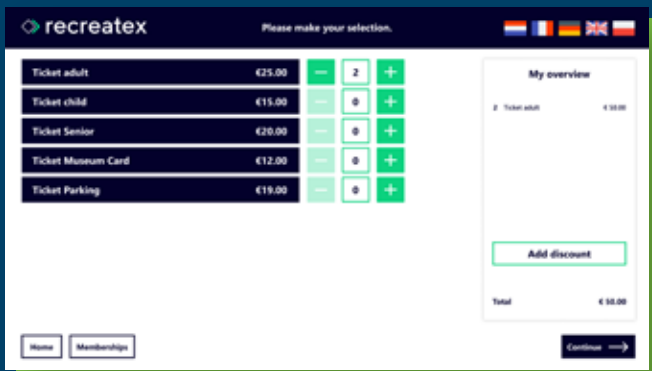 recreatex
Please make your selection.
Ticket adult €25.00 − 2 +
Ticket child €15.00 − 0 +
Ticket Senior €20.00 − 0 +
Ticket Museum Card €12.00 − 0 +
Ticket Parking €19.00 − 0 +
My overview
2 Ticket adult € 50.00
Add discount
Total € 50.00
Home
Memberships
Continue